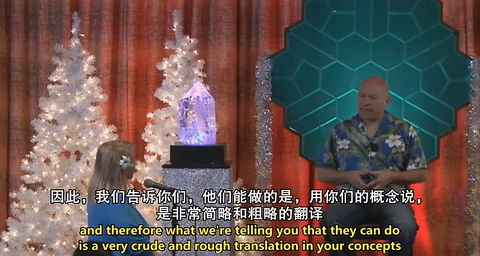 因此，我们告诉你们，他们能做的是，用你们的概念说，
是非常简略和粗略的翻译
and therefore what we're telling you that they can do
is a very crude and rough translation in your concepts